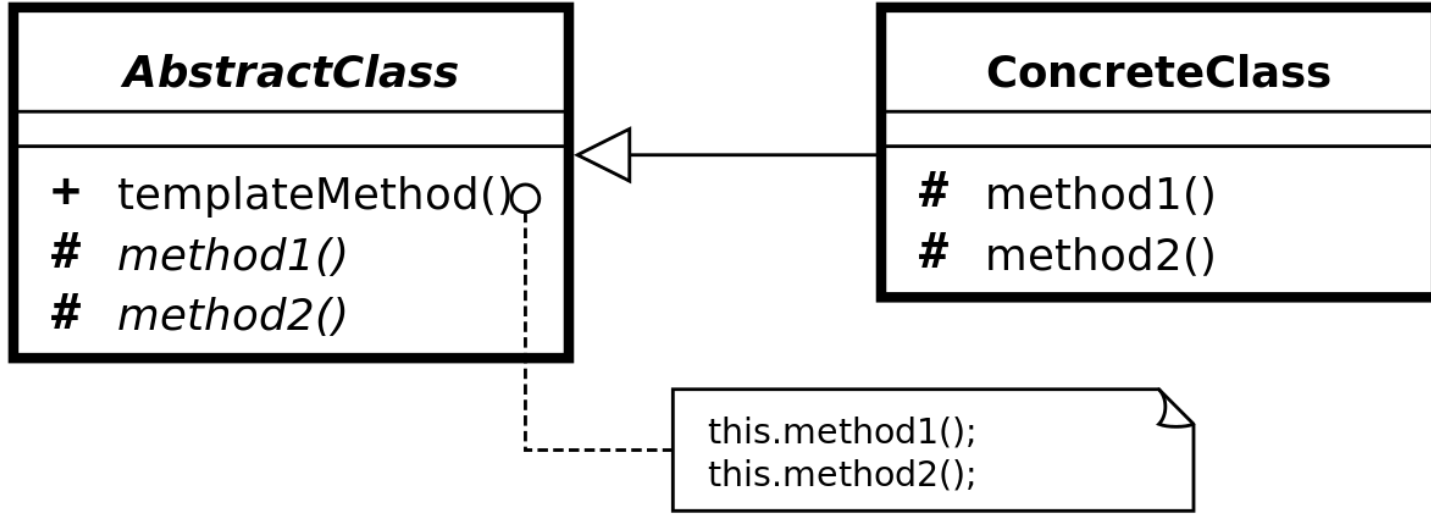 AbstractClass
+ templateMethod()
# method1()
# method2()
ConcreteClass
# method1()
# method2()
this.method1();
this.method2();